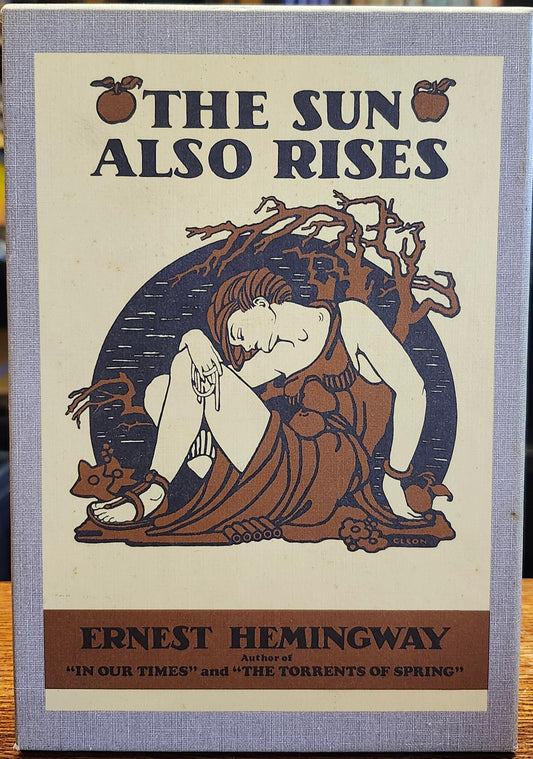 THE SUN
ALSO RISES
CLEON
ERNEST HEMINGWAY
Author of
"IN OUR TIMES" and "THE TORRENTS OF SPRING"